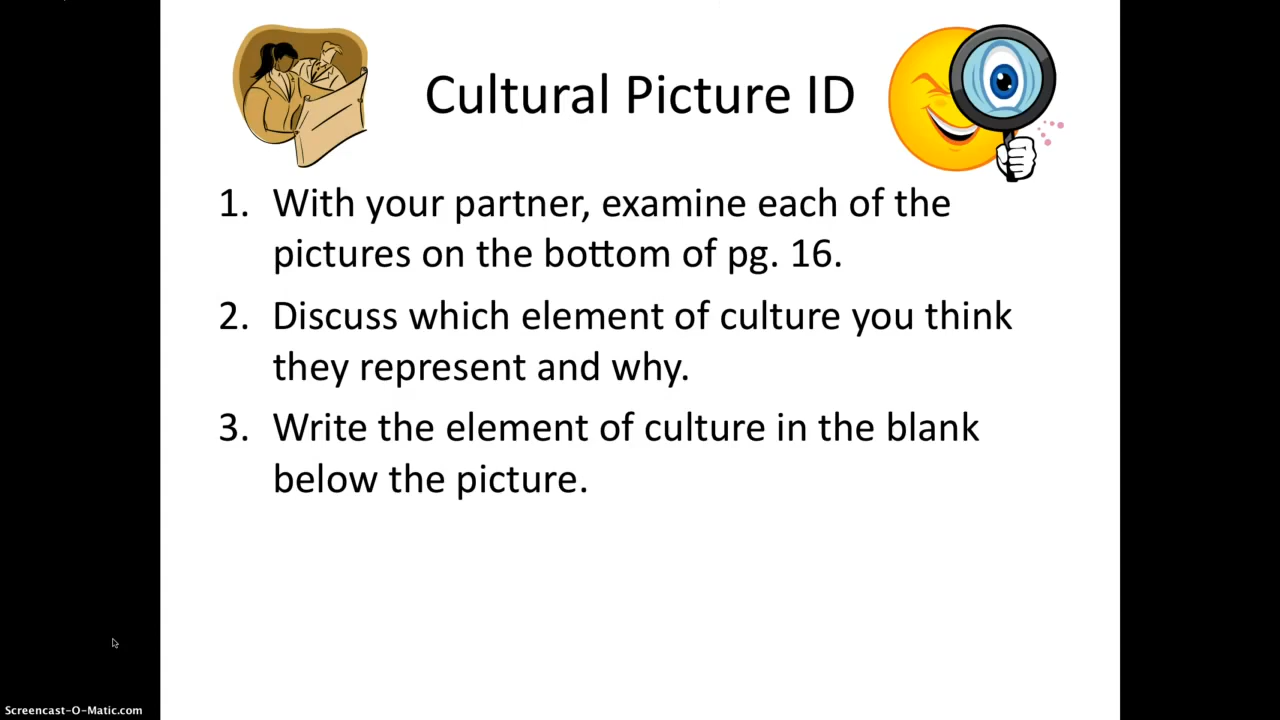 Cultural Picture ID
1. With your partner, examine each of the
pictures on the bottom of pg. 16.
2. Discuss which element of culture you think
they represent and why.
3. Write the element of culture in the blank
below the picture.
Screencast-O-Matic.com